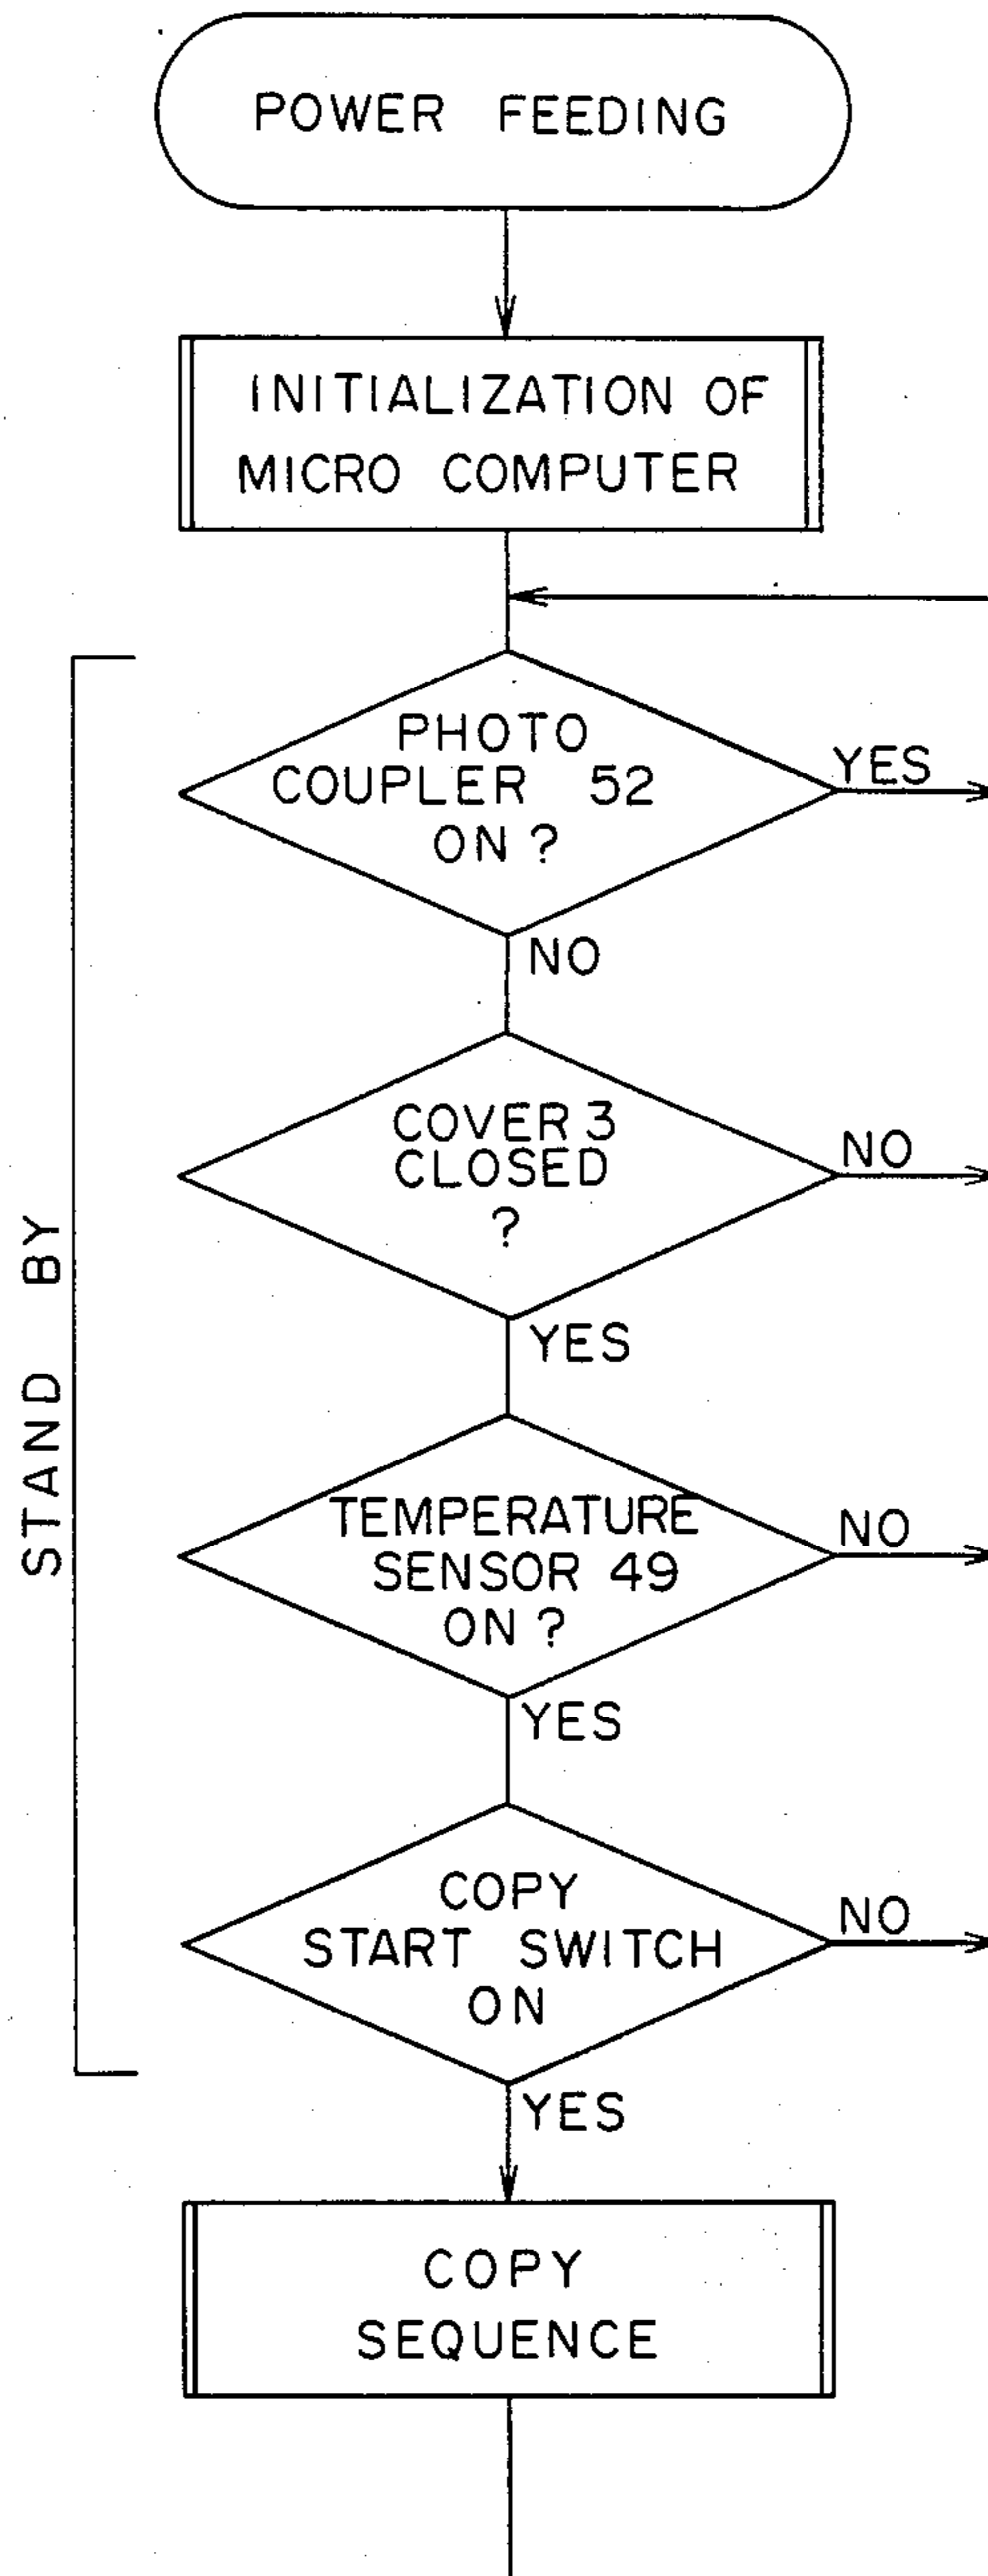 POWER FEEDING
INITIALIZATION OF
MICRO COMPUTER
PHOTO
COUPLER 52
ON ?
YES
NO
COVER 3
CLOSED
?
NO
YES
STAND BY
TEMPERATURE
SENSOR 49
ON ?
NO
YES
COPY
START SWITCH
ON
NO
YES
COPY
SEQUENCE